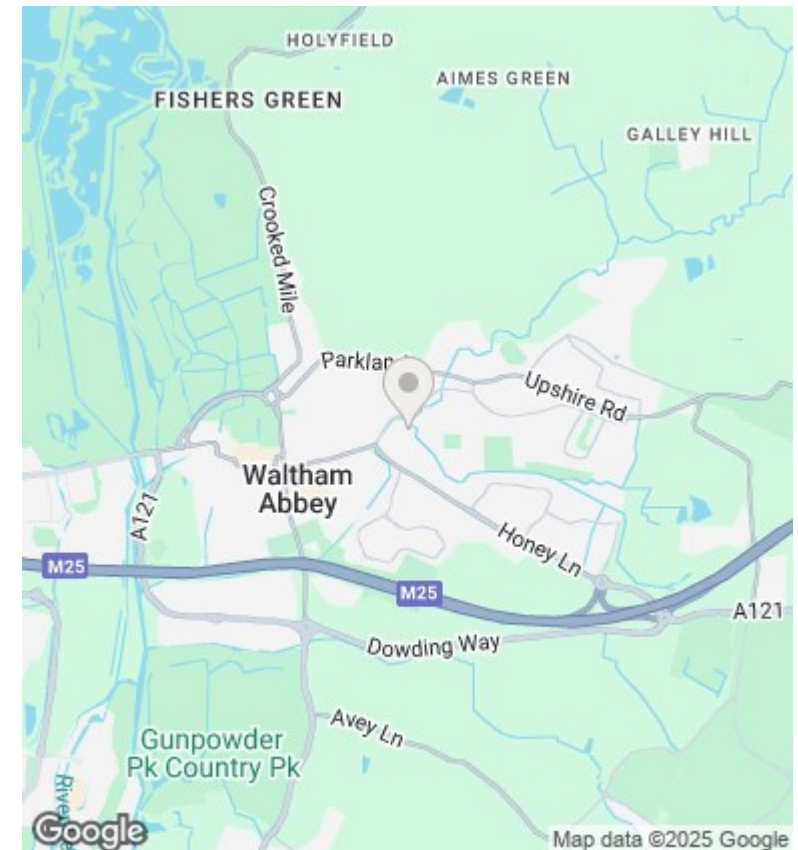 HOLYFIELD
AIMES GREEN
FISHERS GREEN
GALLEY HILL
Crooked Mile
Upshire Rd
Waltham
Abbey
A121
Honey Ln
M25
M25
A121
Dowding Way
Avey Ln
Gunpowder
Pk Country Pk
Google
Map data ©2025 Google